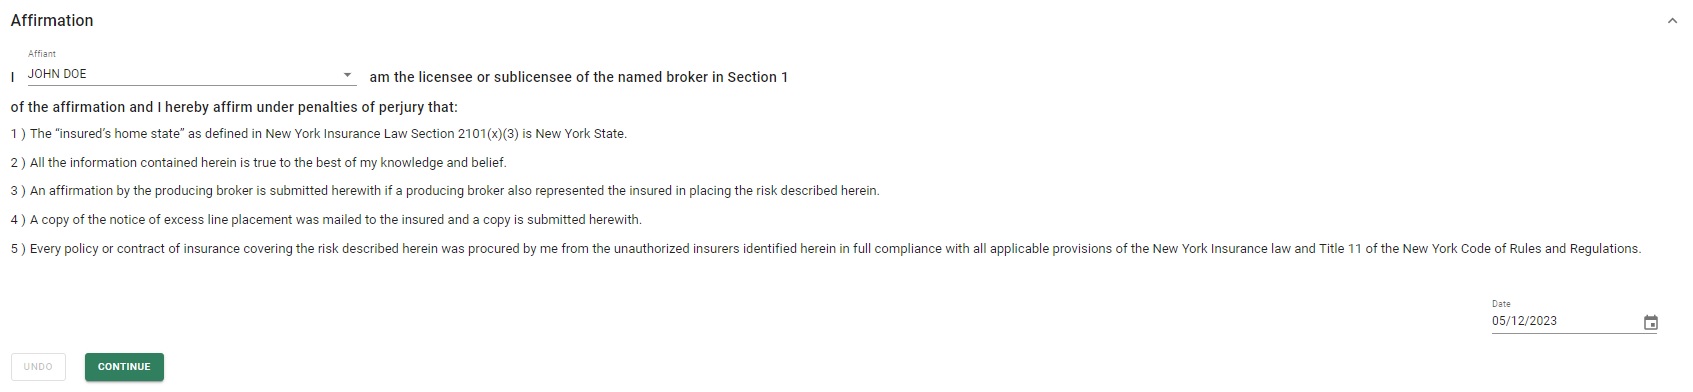 Affirmation
Affiant
I JOHN DOE am the licensee or sublicensee of the named broker in Section 1
of the affirmation and I hereby affirm under penalties of perjury that:
1 ) The “insured’s home state” as defined in New York Insurance Law Section 2101(x)(3) is New York State.
2 ) All the information contained herein is true to the best of my knowledge and belief.
3 ) An affirmation by the producing broker is submitted herewith if a producing broker also represented the insured in placing the risk described herein.
4 ) A copy of the notice of excess line placement was mailed to the insured and a copy is submitted herewith.
5 ) Every policy or contract of insurance covering the risk described herein was procured by me from the unauthorized insurers identified herein in full compliance with all applicable provisions of the New York Insurance law and Title 11 of the New York Code of Rules and Regulations.
Date
05/12/2023
UNDO CONTINUE